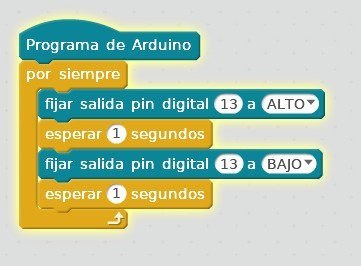 Programa de Arduino
por siempre
fijar salida pin digital 13 a ALTO
esperar 1 segundos
fijar salida pin digital 13 a BAJO
esperar 1 segundos